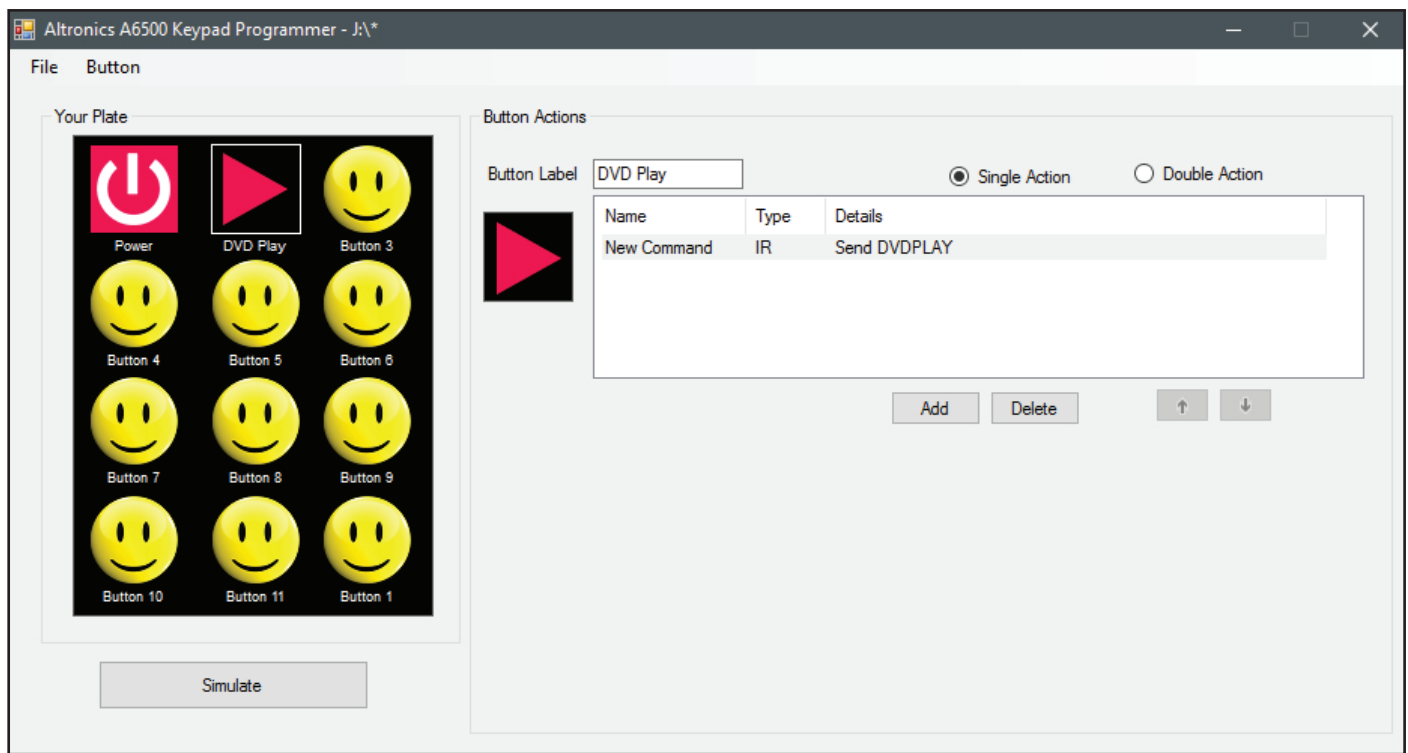 Altronics A6500 Keypad Programmer - J:\*
File Button
Your Plate
Power DVD Play Button 3
Button 4 Button 5 Button 6
Button 7 Button 8 Button 9
Button 10 Button 11 Button 1
Simulate
Button Actions
Button Label DVD Play Single Action Double Action
Name Type Details
New Command IR Send DVDPLAY
Add Delete